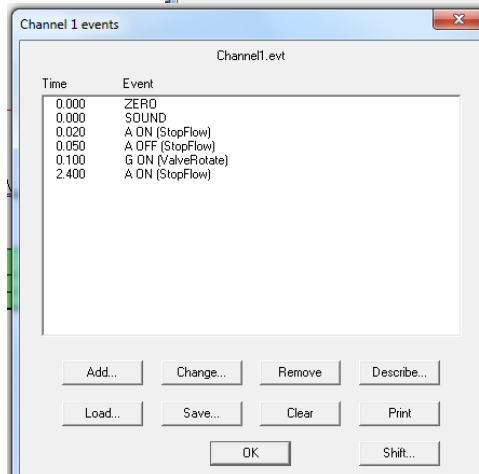 Channel 1 events
Channel1.evt
Time Event
0.000 ZERO
0.000 SOUND
0.020 A ON (StopFlow)
0.050 A OFF (StopFlow)
0.100 G ON (ValveRotate)
2.400 A ON (StopFlow)
Add... Change... Remove Describe...
Load... Save... Clear Print
OK Shift...